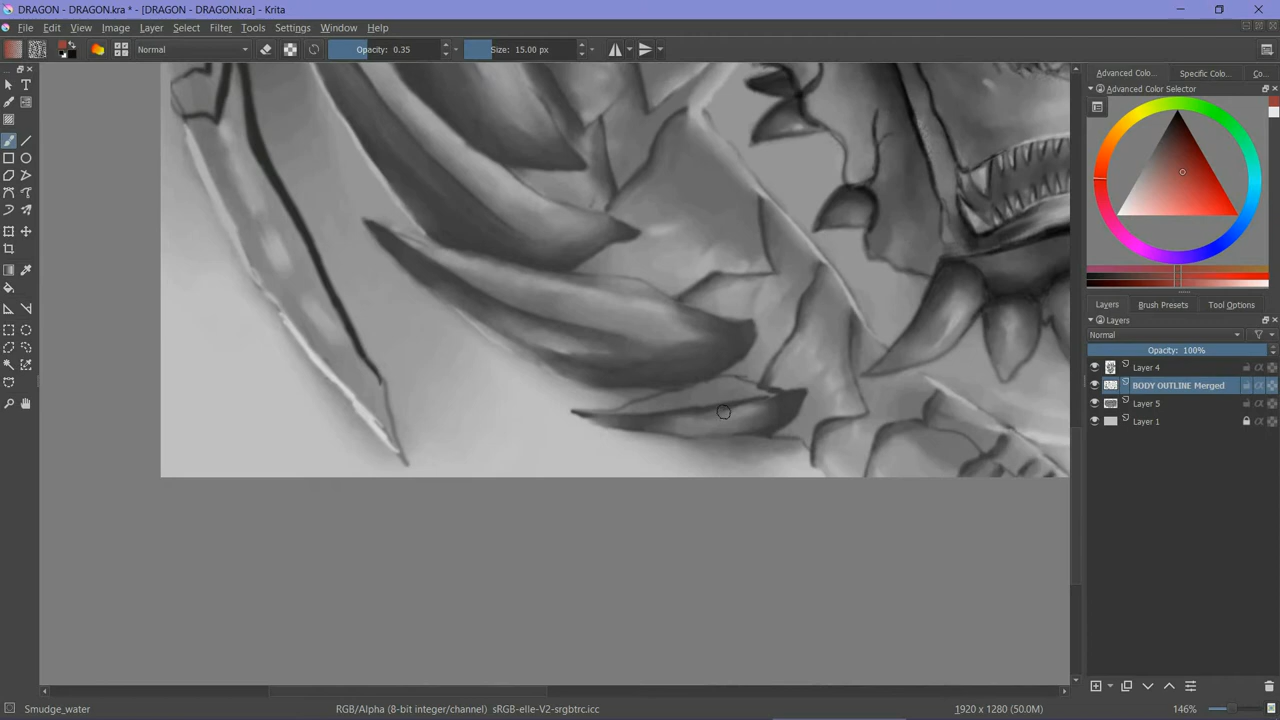 DRAGON - DRAGON.kra * - [DRAGON - DRAGON.kra] - Krita
File Edit View Image Layer Select Filter Tools Settings Window Help
Normal Opacity: 0.35 Size: 15.00 px
Advanced Colo... Specific Colo... Co...
Advanced Color Selector
Layers Brush Presets Tool Options
Layers
Normal
Opacity: 100%
Layer 4
BODY OUTLINE Merged
Layer 5
Layer 1
Smudge_water RGB/Alpha (8-bit integer/channel) sRGB-elle-V2-srgbtrc.icc 1920 x 1280 (50.0M) 146%